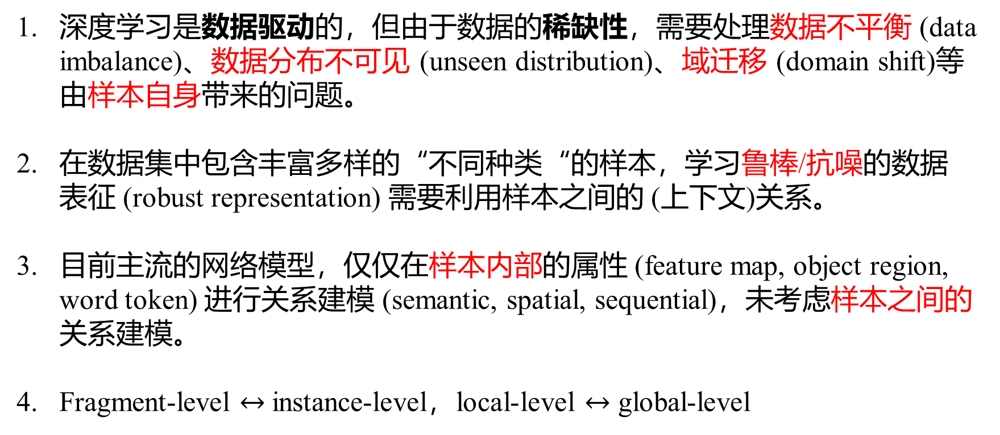 1. 深度学习是数据驱动的，但由于数据的稀缺性，需要处理数据不平衡 (data
imbalance)、数据分布不可见 (unseen distribution)、域迁移 (domain shift)等
由样本自身带来的问题。
2. 在数据集中包含丰富多样的“不同种类“的样本，学习鲁棒/抗噪的数据
表征 (robust representation) 需要利用样本之间的 (上下文)关系。
3. 目前主流的网络模型，仅仅在样本内部的属性 (feature map, object region,
word token) 进行关系建模 (semantic, spatial, sequential)，未考虑样本之间的
关系建模。
4. Fragment-level ↔ instance-level，local-level ↔ global-level